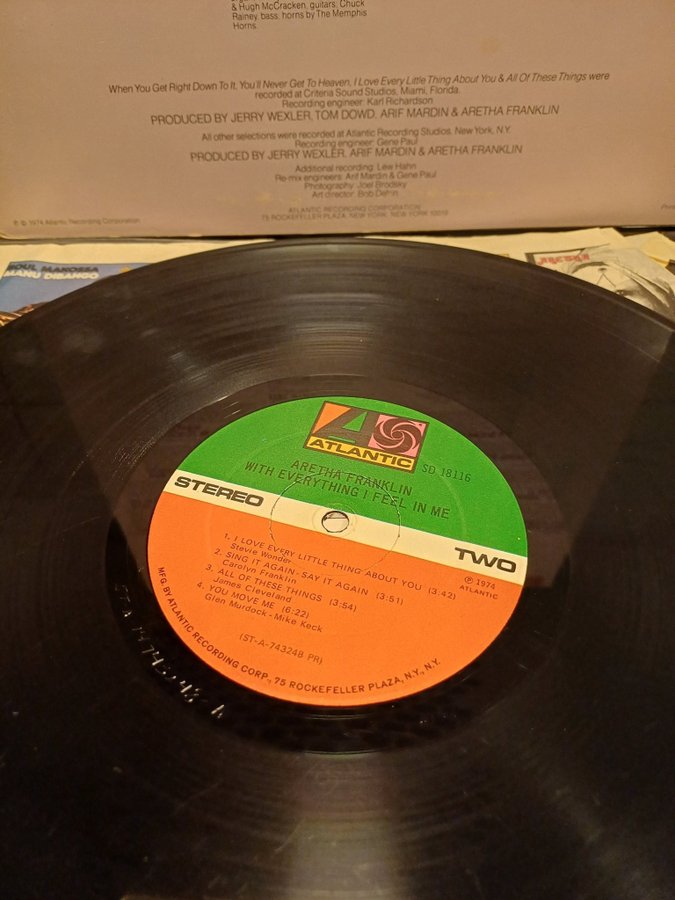 & Hugh McCracken, guitars; Chuck
Rainey, bass; horns by The Memphis
Horns.
When You Get Right Down To It, You'll Never Get To Heaven, I Love Every Little Thing About You & All Of These Things were
recorded at Criteria Sound Studios, Miami, Florida.
Recording engineer: Karl Richardson
PRODUCED BY JERRY WEXLER, TOM DOWD, ARIF MARDIN & ARETHA FRANKLIN
All other selections were recorded at Atlantic Recording Studios, New York, N.Y.
Recording engineer: Gene Paul
PRODUCED BY JERRY WEXLER, ARIF MARDIN & ARETHA FRANKLIN
Additional recording: Lew Hahn
Re-mix engineers: Arif Mardin & Gene Paul
Photography: Joel Brodsky
Art director: Bob Defrin
ATLANTIC RECORDING CORPORATION
75 ROCKEFELLER PLAZA, NEW YORK, NEW YORK 10019
℗ © 1974 Atlantic Recording Corporation
SOUL MAKOSSA
MANU DIBANGO
ATLANTIC
SD 18116
ARETHA FRANKLIN
WITH EVERYTHING I FEEL IN ME
STEREO
TWO
1. I LOVE EVERY LITTLE THING ABOUT YOU (3:42)
Stevie Wonder
2. SING IT AGAIN-SAY IT AGAIN (3:51)
Carolyn Franklin
3. ALL OF THESE THINGS (3:54)
James Cleveland
4. YOU MOVE ME (6:22)
Glen Murdock-Mike Keck
℗ 1974
ATLANTIC
(ST-A-743248 PR)
MFG. BY ATLANTIC RECORDING CORP., 75 ROCKEFELLER PLAZA, N.Y., N.Y.